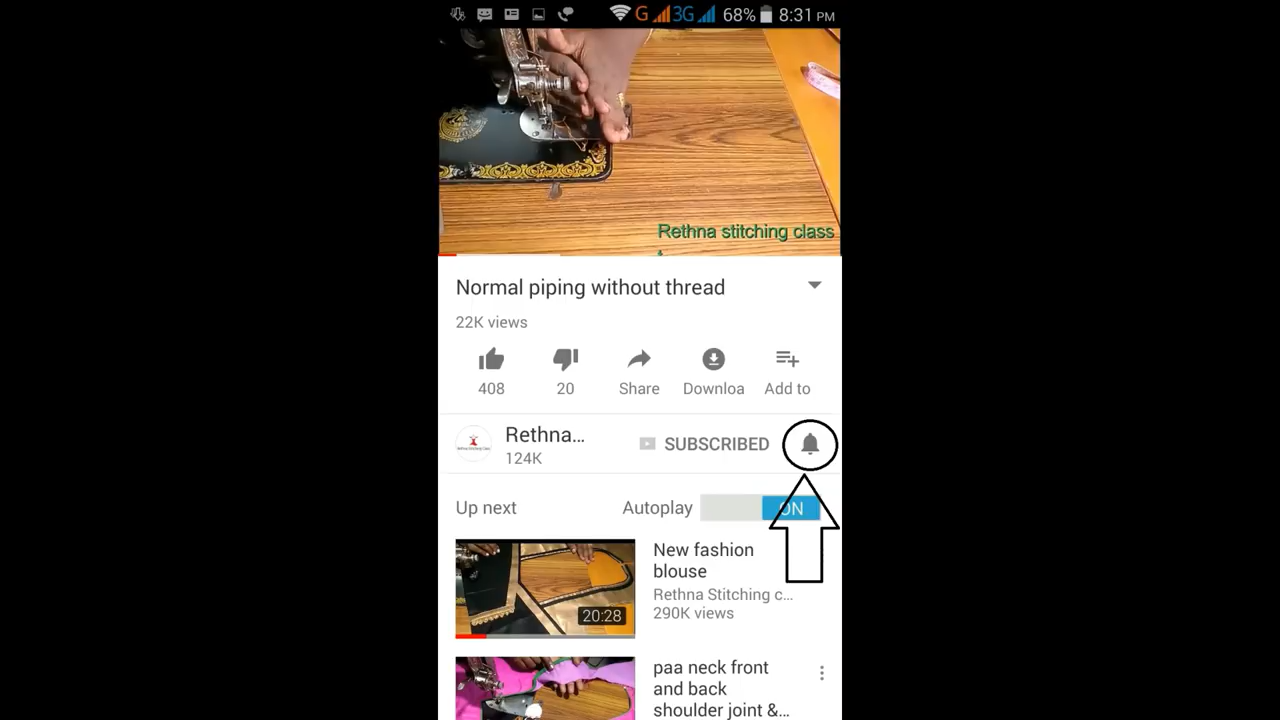 G 3G 68% 8:31 PM
Rethna stitching class
Normal piping without thread
22K views
408 20 Share Downloa Add to
Rethna… SUBSCRIBED
124K
Up next Autoplay ON
New fashion
blouse
Rethna Stitching c…
290K views
20:28
paa neck front
and back
shoulder joint &…